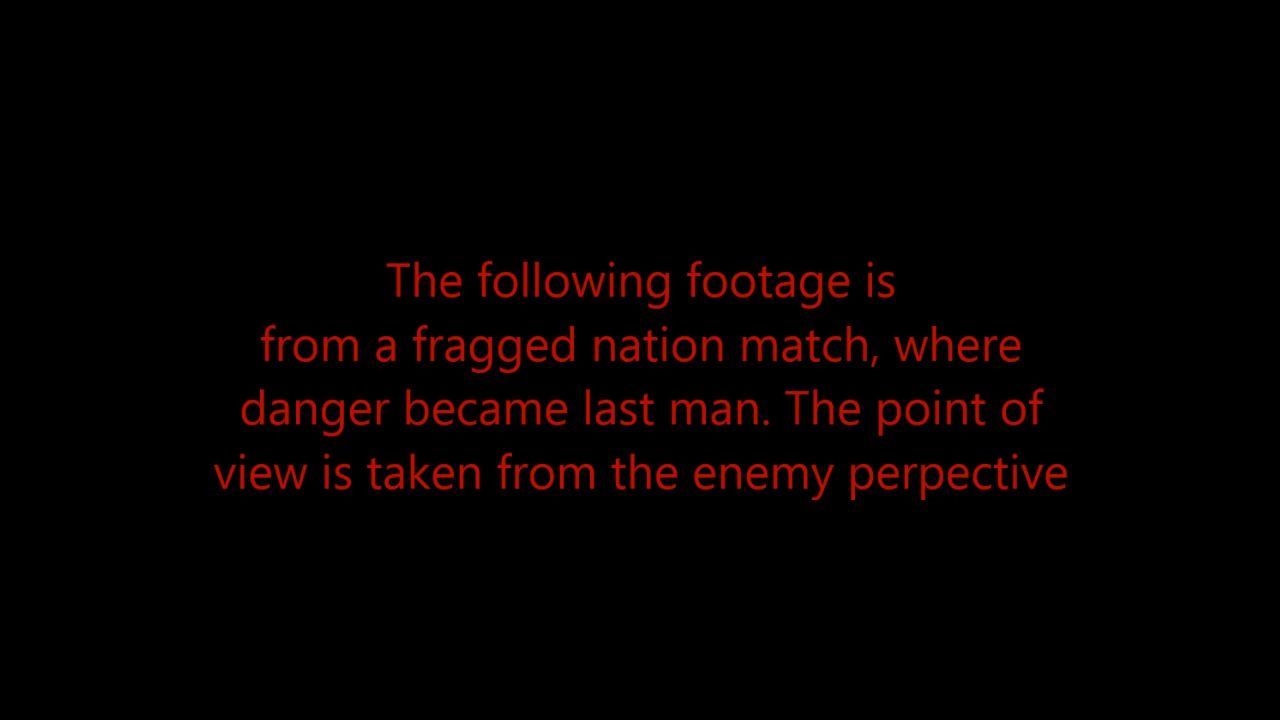 The following footage is
from a fragged nation match, where
danger became last man. The point of
view is taken from the enemy perpective